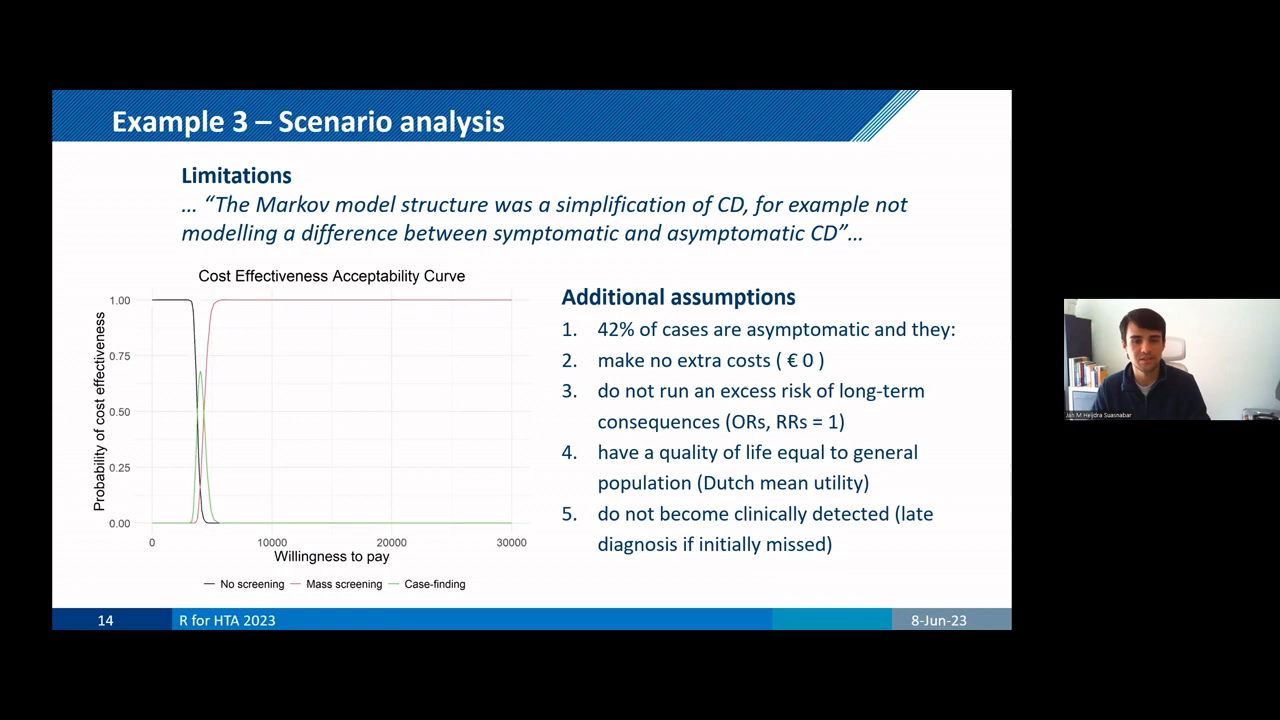 Example 3 – Scenario analysis
Limitations
… “The Markov model structure was a simplification of CD, for example not
modelling a difference between symptomatic and asymptomatic CD”…
Cost Effectiveness Acceptability Curve
Probability of cost effectiveness
1.00
0.75
0.50
0.25
0.00
0 10000 20000 30000
Willingness to pay
No screening Mass screening Case-finding
Additional assumptions
1. 42% of cases are asymptomatic and they:
2. make no extra costs ( € 0 )
3. do not run an excess risk of long-term
consequences (ORs, RRs = 1)
4. have a quality of life equal to general
population (Dutch mean utility)
5. do not become clinically detected (late
diagnosis if initially missed)
14 R for HTA 2023 8-Jun-23
Jan M Heijdra Suasnabar